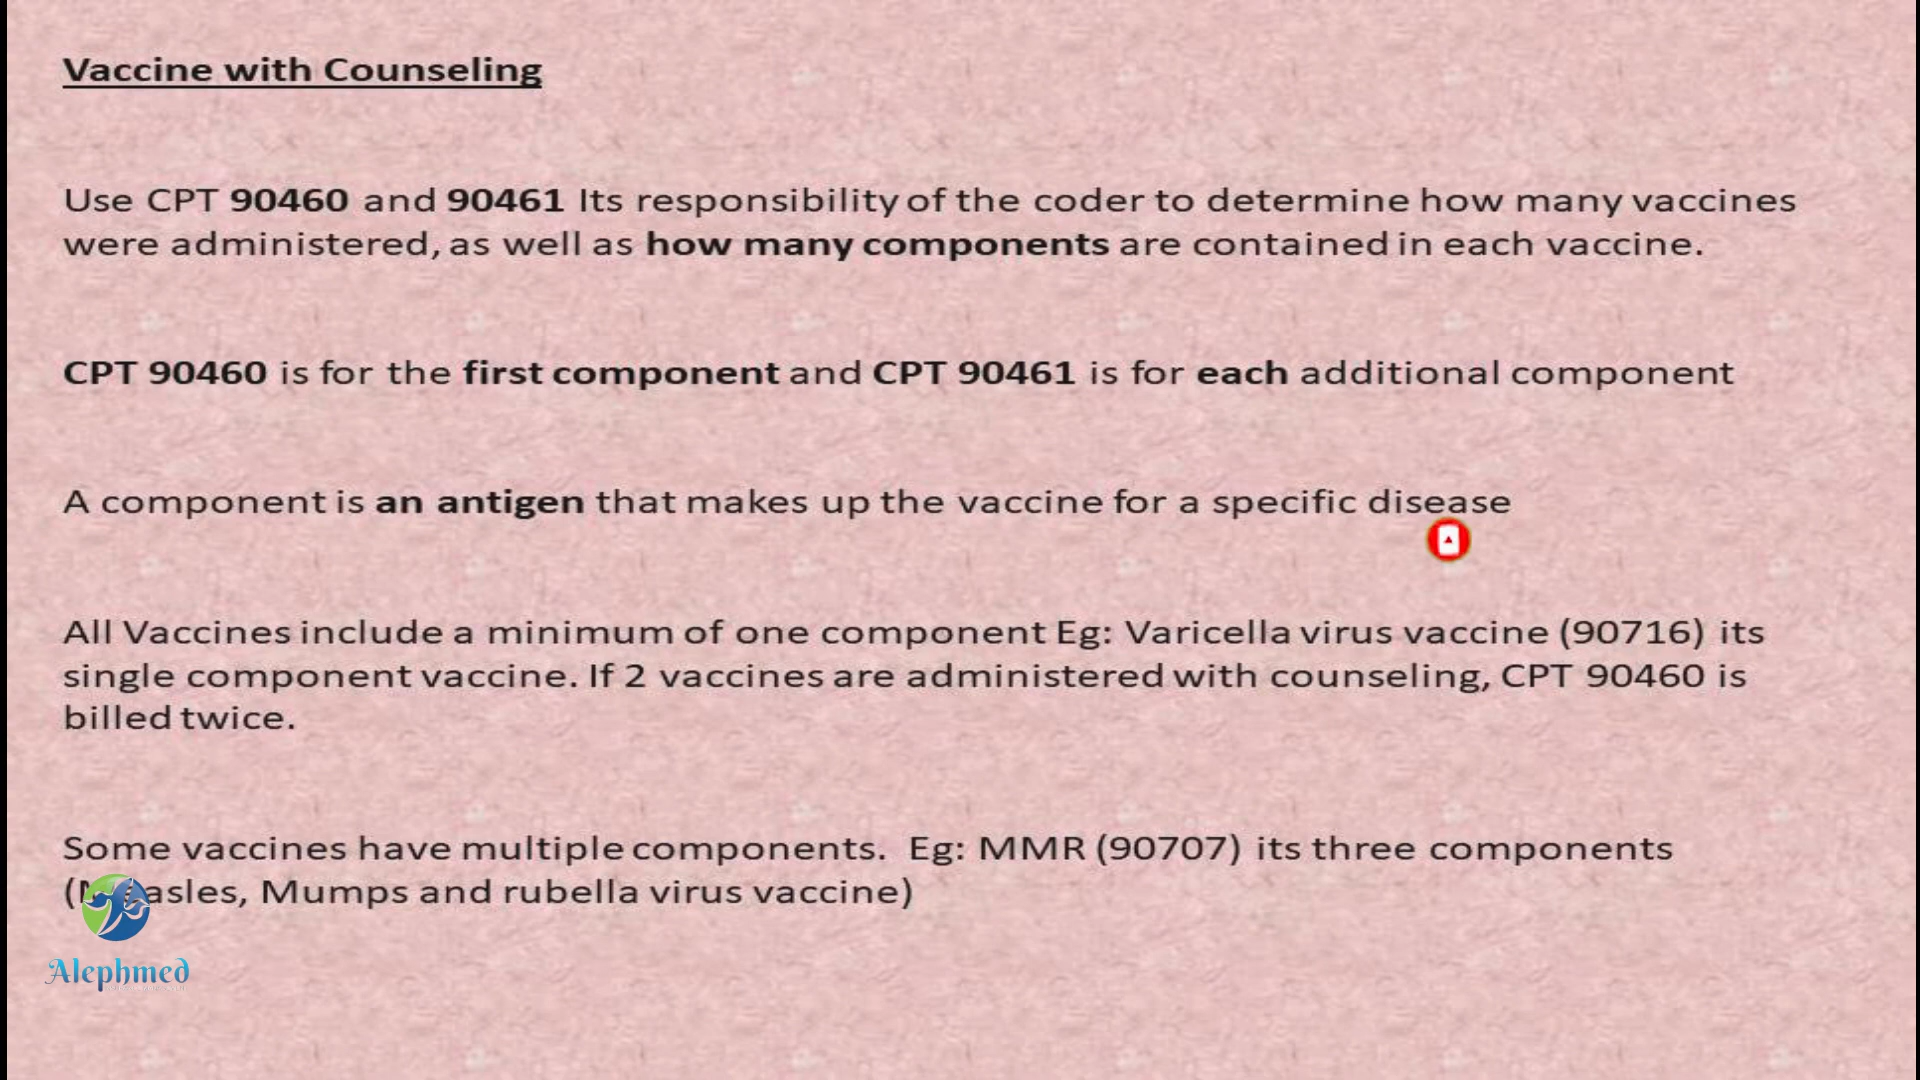 Vaccine with Counseling
Use CPT 90460 and 90461 Its responsibility of the coder to determine how many vaccines
were administered, as well as how many components are contained in each vaccine.
CPT 90460 is for the first component and CPT 90461 is for each additional component
A component is an antigen that makes up the vaccine for a specific disease
All Vaccines include a minimum of one component Eg: Varicella virus vaccine (90716) its
single component vaccine. If 2 vaccines are administered with counseling, CPT 90460 is
billed twice.
Some vaccines have multiple components.  Eg: MMR (90707) its three components
(Measles, Mumps and rubella virus vaccine)
Alephmed